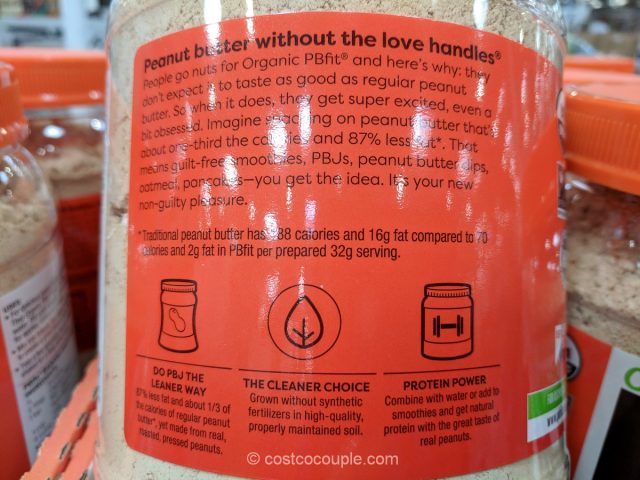 Peanut butter without the love handles®
People go nuts for Organic PBfit® and here's why: they
don't expect it to taste as good as regular peanut
butter. So when it does, they get super excited, even a
bit obsessed. Imagine snacking on peanut butter that's
about one-third the calories and 87% less fat*. That
means guilt-free smoothies, PBJs, peanut butter dips,
oatmeal, pancakes—you get the idea. It's your new
non-guilty pleasure.
*Traditional peanut butter has 188 calories and 16g fat compared to 70
calories and 2g fat in PBfit per prepared 32g serving.
DO PBJ THE
LEANER WAY
87% less fat and about 1/3 of
the calories of regular peanut
butter*, yet made from real,
roasted, pressed peanuts.
THE CLEANER CHOICE
Grown without synthetic
fertilizers in high-quality,
properly maintained soil.
PROTEIN POWER
Combine with water or add to
smoothies and get natural
protein with the great taste of
real peanuts.
© costcocouple.com